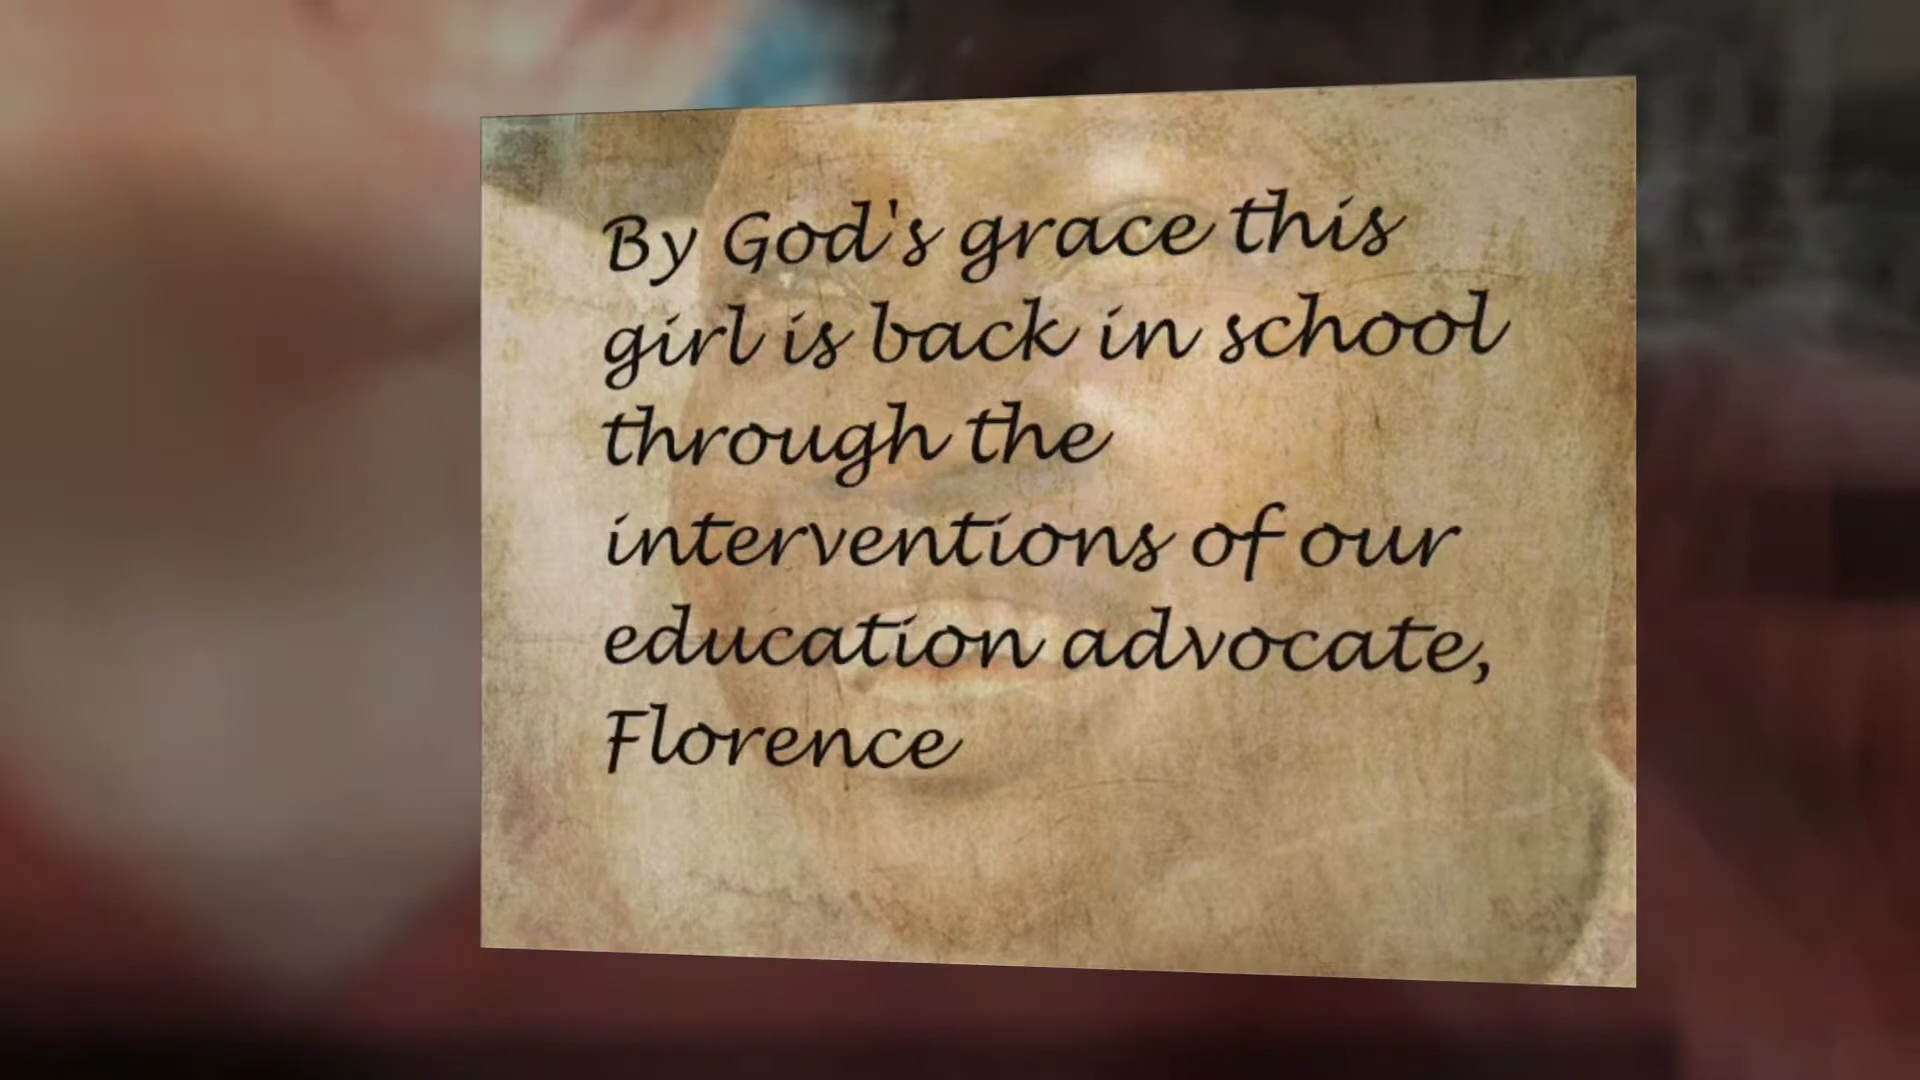 By God's grace this
girl is back in school
through the
interventions of our
education advocate,
Florence